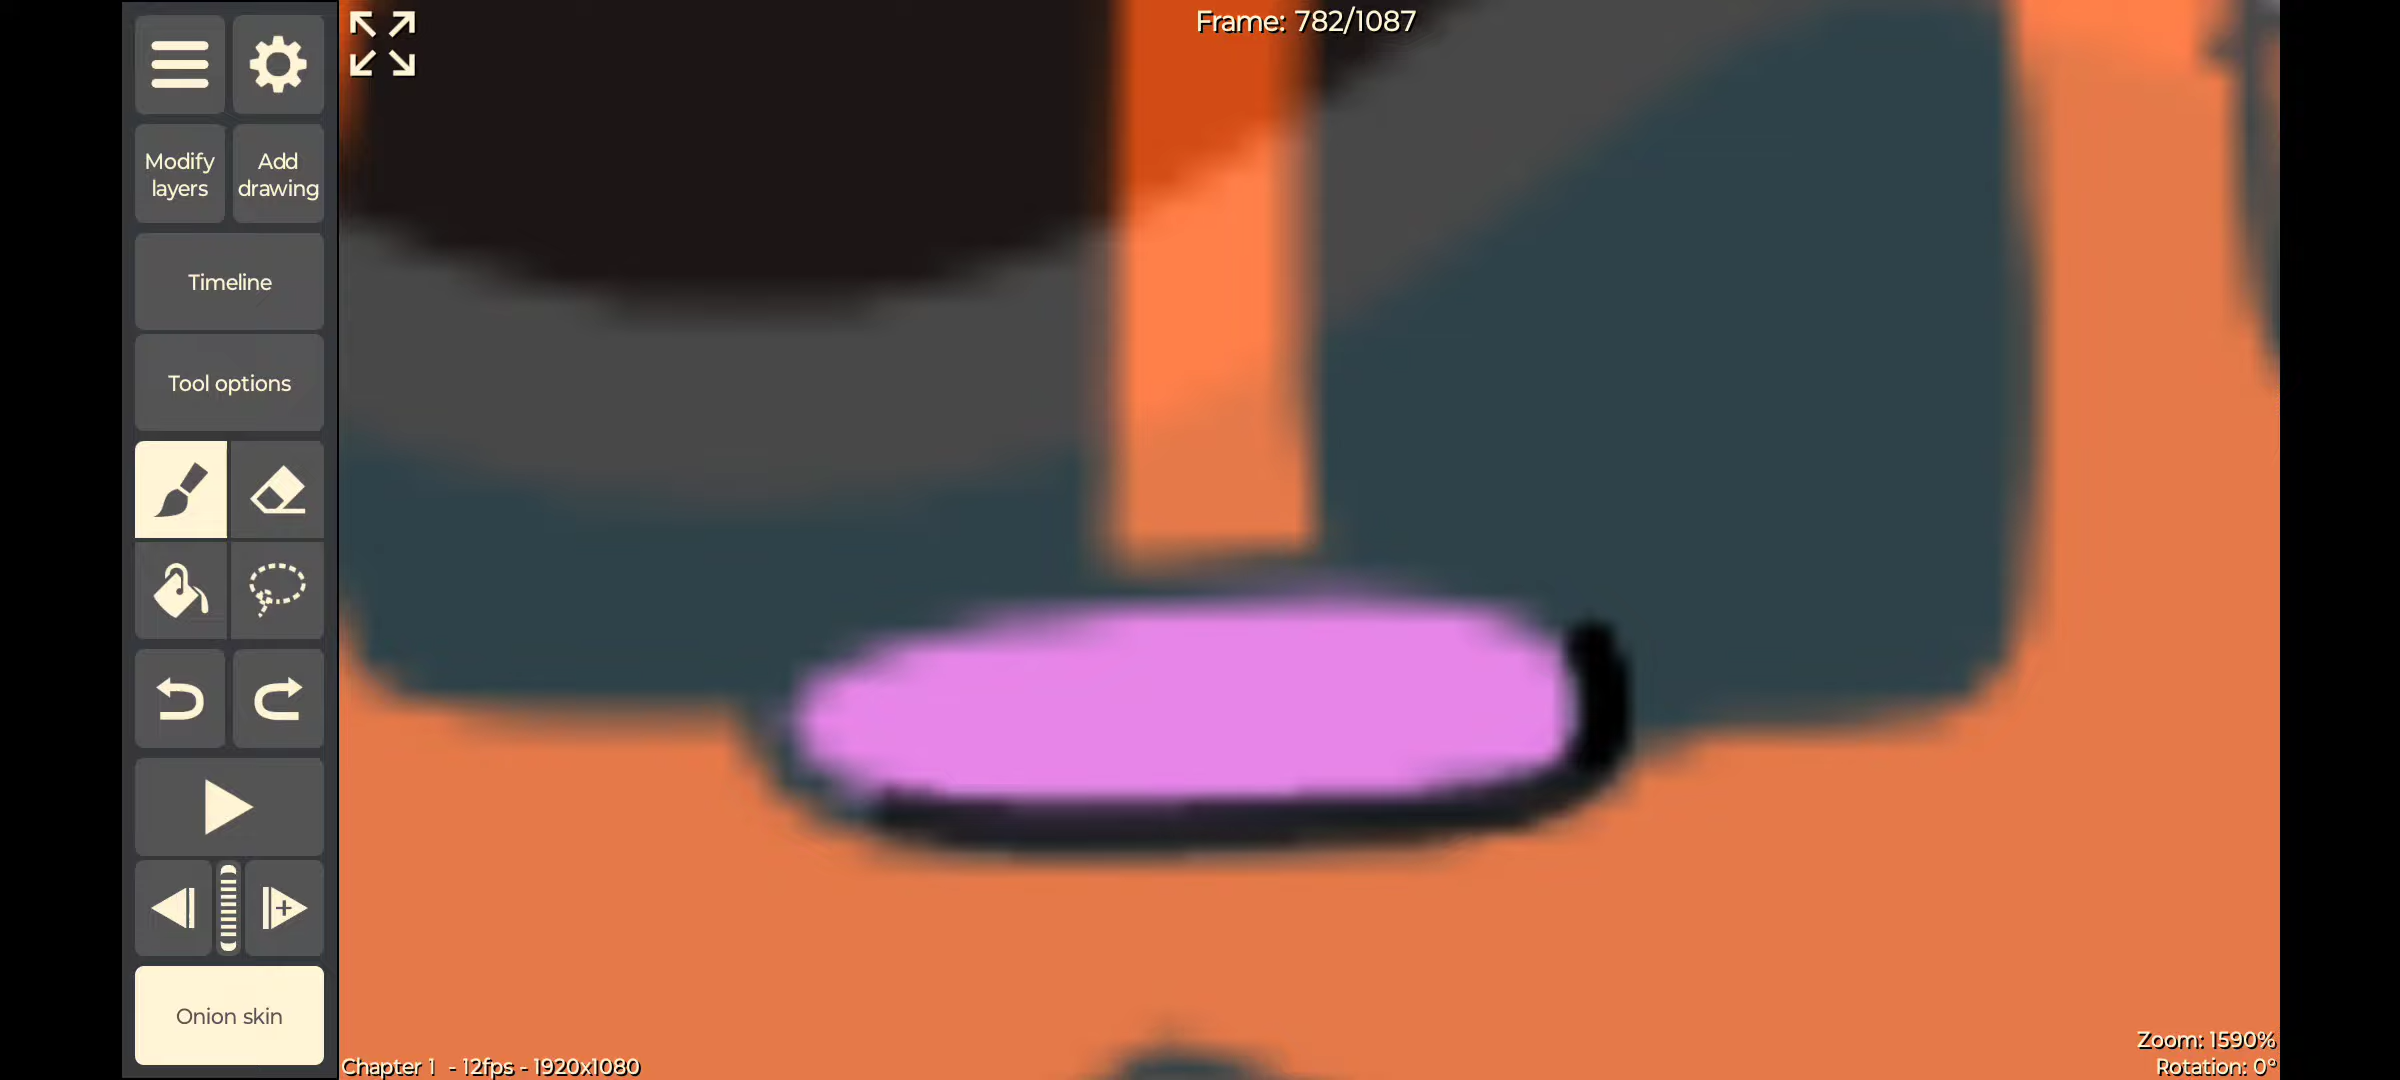 Frame: 782/1087
Modify
layers
Add
drawing
Timeline
Tool options
Onion skin
Chapter 1 - 12fps - 1920x1080
Zoom: 1590%
Rotation: 0°